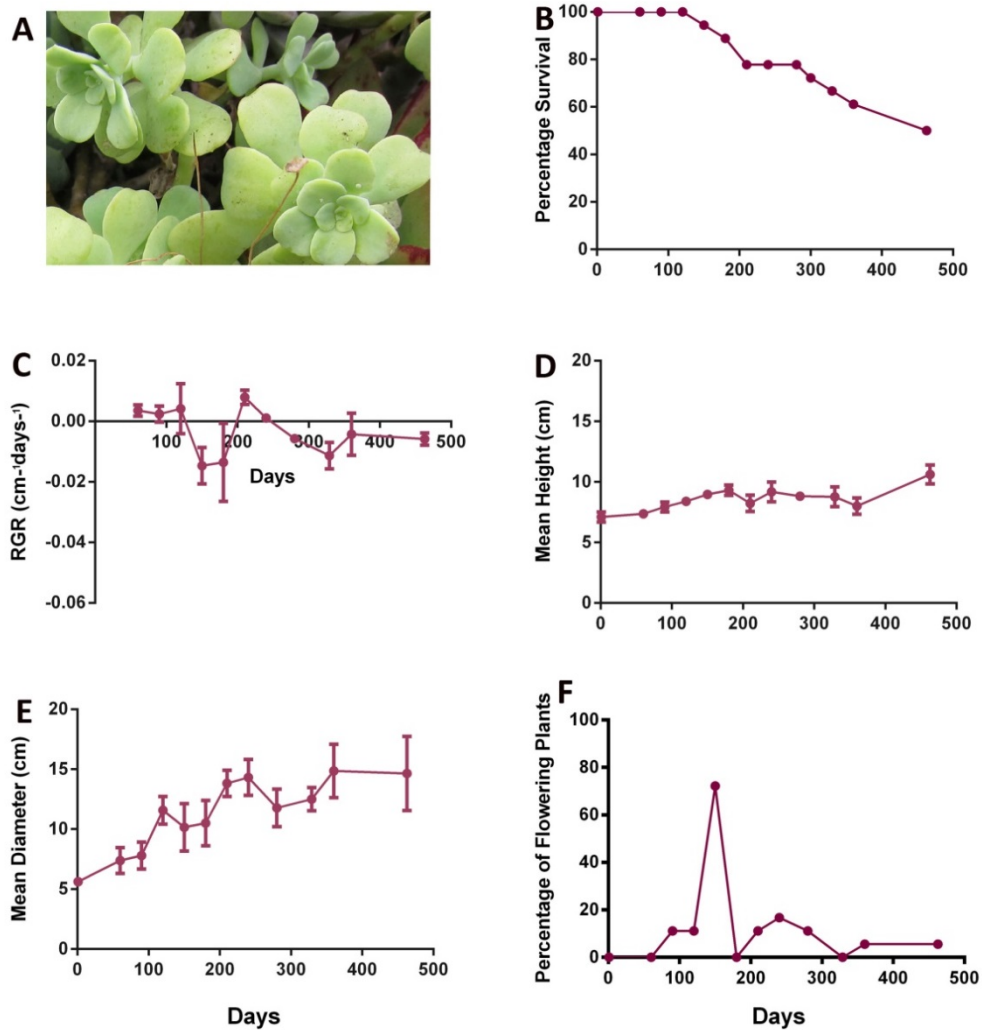 A
B
Percentage Survival
100
80
60
40
20
0
0 100 200 300 400 500
C
RGR (cm-¹days-¹)
0.02
0.00
-0.02
-0.04
-0.06
100 200 300 400 500
Days
D
Mean Height (cm)
20
15
10
5
0
0 100 200 300 400 500
E
Mean Diameter (cm)
20
15
10
5
0
0 100 200 300 400 500
Days
F
Percentage of Flowering Plants
100
80
60
40
20
0
0 100 200 300 400 500
Days